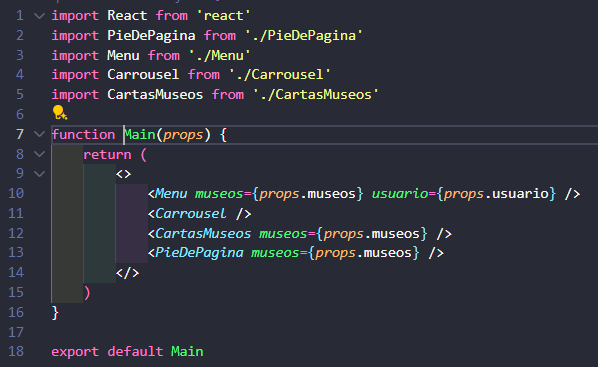 1 import React from 'react'
2 import PieDePagina from './PieDePagina'
3 import Menu from './Menu'
4 import Carrousel from './Carrousel'
5 import CartasMuseos from './CartasMuseos'
6
7 function Main(props) {
8     return (
9         <>
10             <Menu museos={props.museos} usuario={props.usuario} />
11             <Carrousel />
12             <CartasMuseos museos={props.museos} />
13             <PieDePagina museos={props.museos} />
14         </>
15     )
16 }
17
18 export default Main